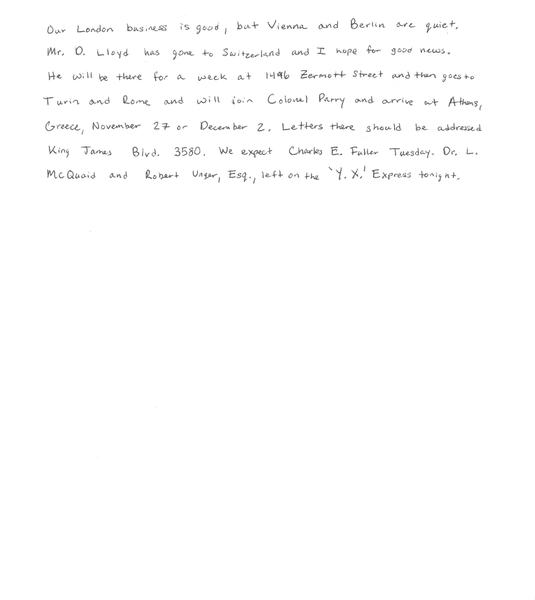 Our London business is good, but Vienna and Berlin are quiet.
Mr. D. Lloyd has gone to Switzerland and I hope for good news.
He will be there for a week at 1496 Zermott Street and then goes to
Turin and Rome and will join Colonel Parry and arrive at Athens,
Greece, November 27 or December 2. Letters there should be addressed
King James Blvd. 3580. We expect Charles E. Fuller Tuesday. Dr. L.
McQuaid and Robert Unger, Esq., left on the 'Y. X.' Express tonight.